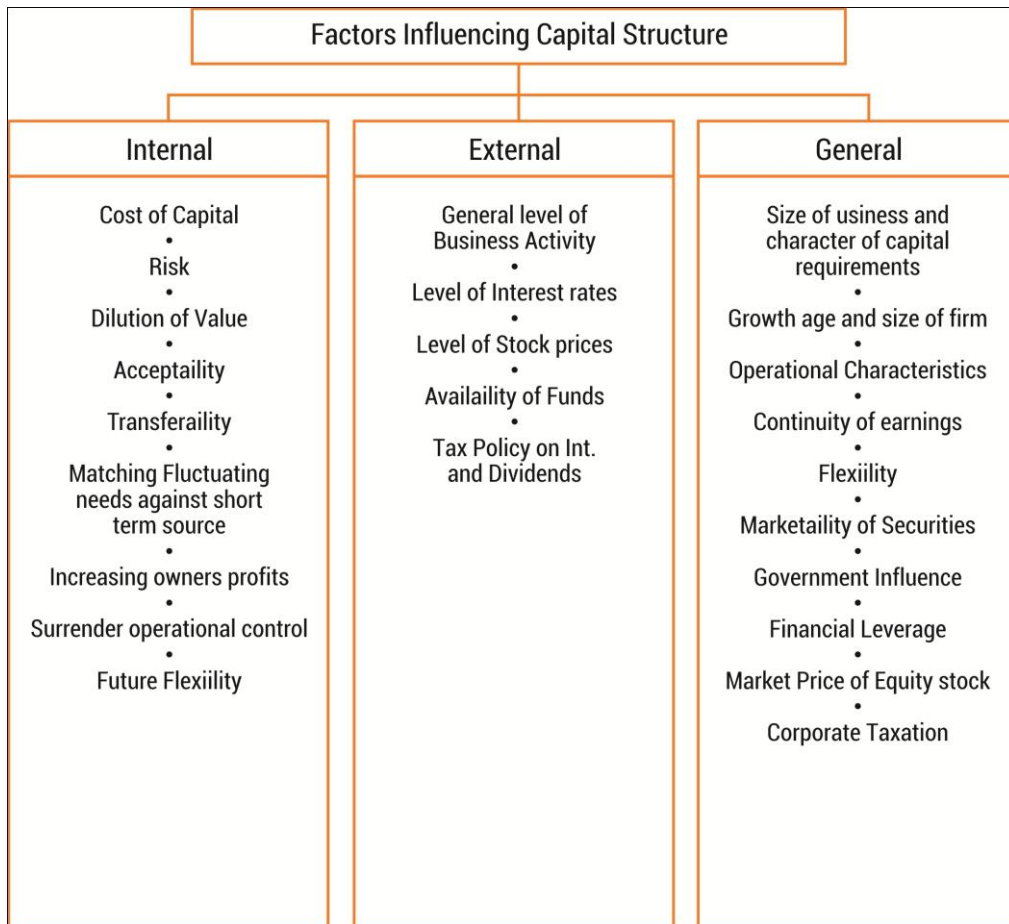 Factors Influencing Capital Structure
Internal
Cost of Capital
•
Risk
•
Dilution of Value
•
Acceptaility
•
Transferaility
•
Matching Fluctuating
needs against short
term source
•
Increasing owners profits
•
Surrender operational control
•
Future Flexiility
External
General level of
Business Activity
•
Level of Interest rates
•
Level of Stock prices
•
Availaility of Funds
•
Tax Policy on Int.
and Dividends
General
Size of usiness and
character of capital
requirements
•
Growth age and size of firm
•
Operational Characteristics
•
Continuity of earnings
•
Flexiility
•
Marketaility of Securities
•
Government Influence
•
Financial Leverage
•
Market Price of Equity stock
•
Corporate Taxation